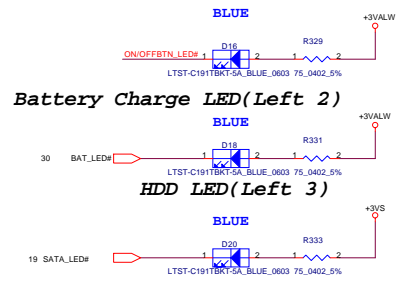 BLUE
+3VALW
D16
R329
ON/OFFBTN_LED#
1
2
1
2
LTST-C191TBKT-5A_BLUE_0603 75_0402_5%
Battery Charge LED(Left 2)
BLUE
+3VALW
D18
R331
30 BAT_LED#
1
2
1
2
LTST-C191TBKT-5A_BLUE_0603 75_0402_5%
HDD LED(Left 3)
BLUE
+3VS
D20
R333
19 SATA_LED#
1
2
1
2
LTST-C191TBKT-5A_BLUE_0603 75_0402_5%